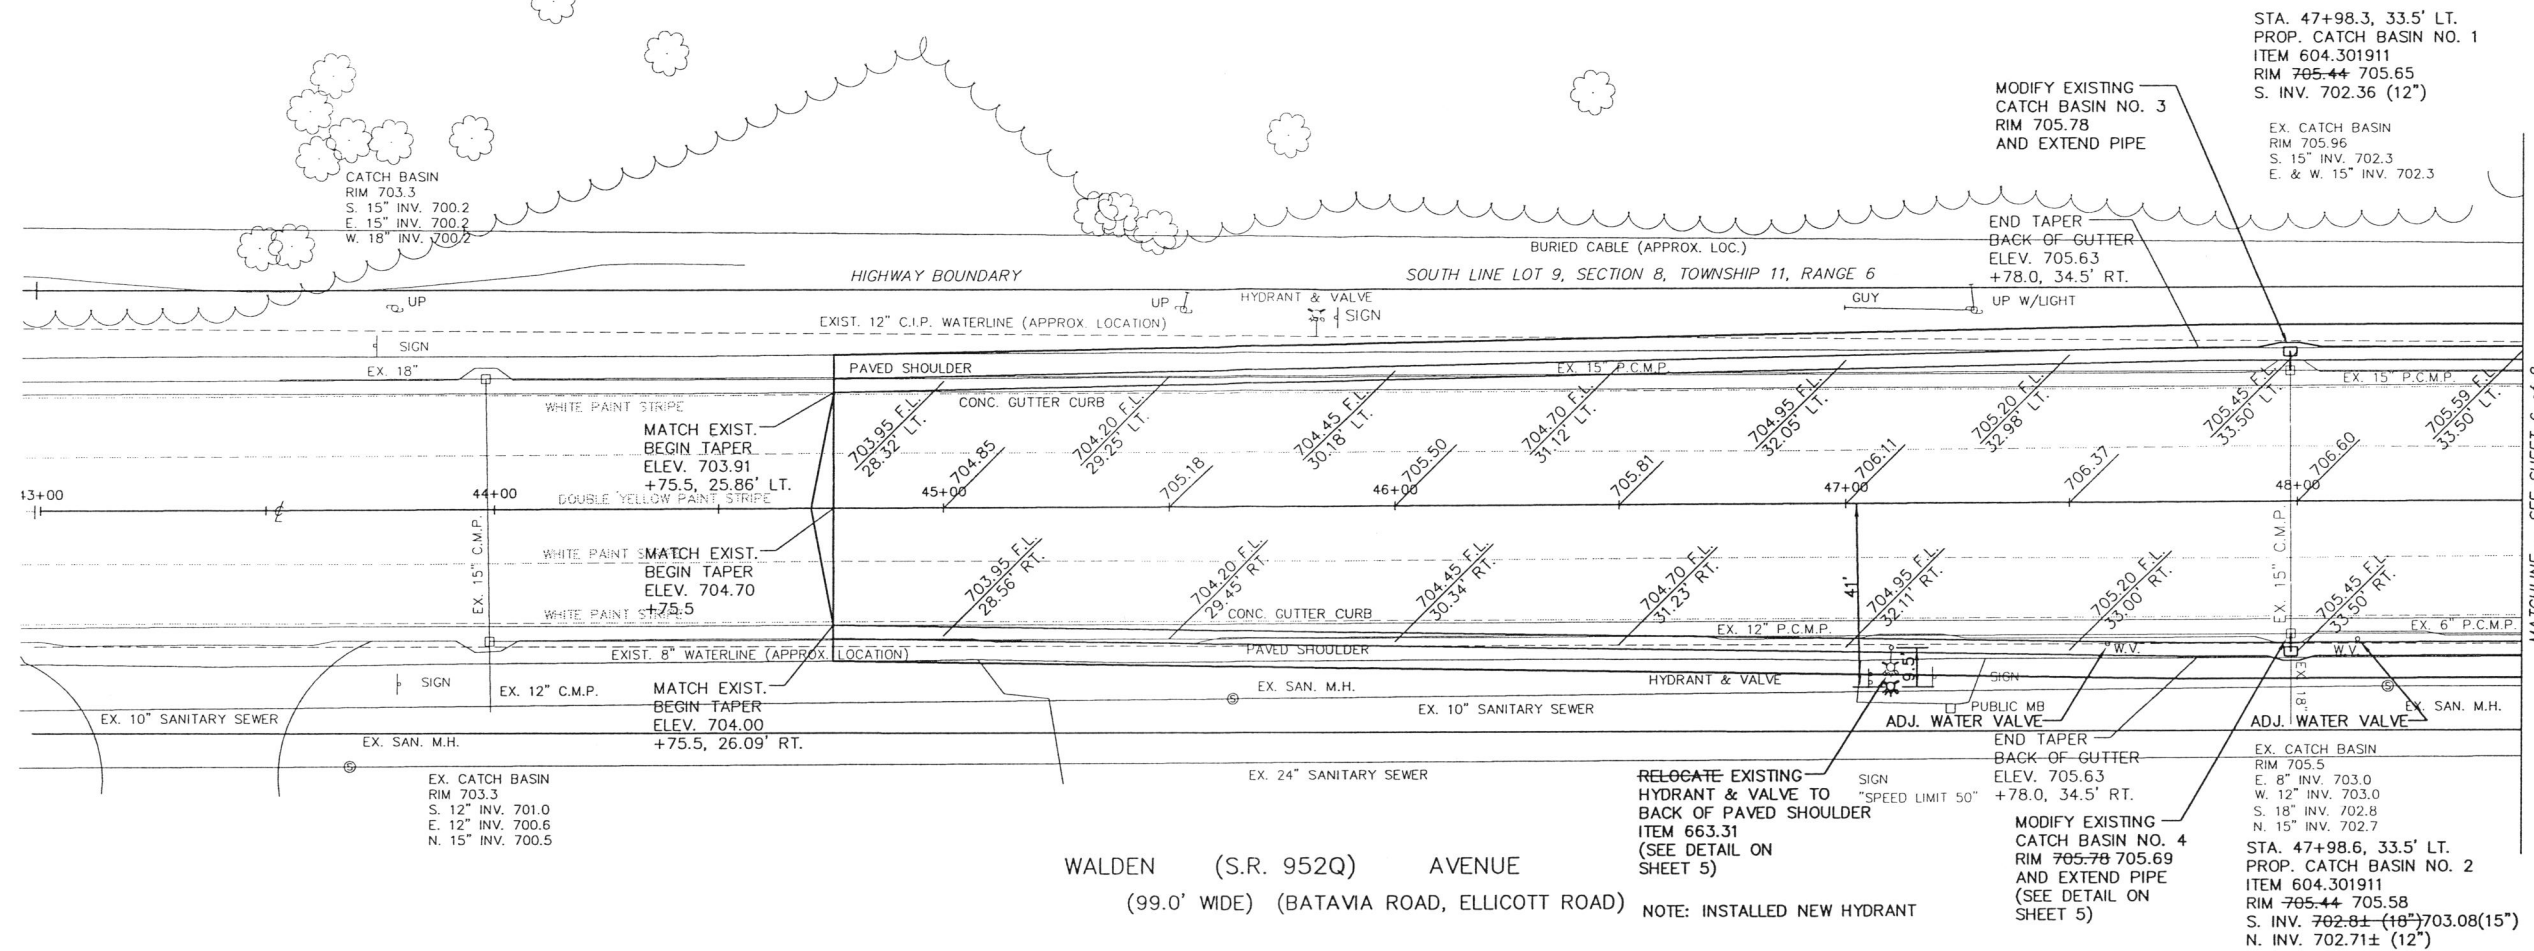 STA. 47+98.3, 33.5' LT.
PROP. CATCH BASIN NO. 1
ITEM 604.301911
RIM 705.44 705.65
S. INV. 702.36 (12")
MODIFY EXISTING
CATCH BASIN NO. 3
RIM 705.78
AND EXTEND PIPE
EX. CATCH BASIN
RIM 705.96
S. 15" INV. 702.3
E. & W. 15" INV. 702.3
CATCH BASIN
RIM 703.3
S. 15" INV. 700.2
E. 15" INV. 700.2
W. 18" INV. 700.2
END TAPER
BACK OF GUTTER
ELEV. 705.63
+78.0, 34.5' RT.
BURIED CABLE (APPROX. LOC.)
HIGHWAY BOUNDARY
SOUTH LINE LOT 9, SECTION 8, TOWNSHIP 11, RANGE 6
UP
UP
HYDRANT & VALVE
SIGN
GUY
UP W/LIGHT
EXIST. 12" C.I.P. WATERLINE (APPROX. LOCATION)
SIGN
EX. 18"
PAVED SHOULDER
EX. 15" P.C.M.P.
EX. 15" P.C.M.P.
WHITE PAINT STRIPE
CONC. GUTTER CURB
MATCH EXIST.
BEGIN TAPER
ELEV. 703.91
+75.5, 25.86' LT.
703.95 F.L.
28.32' LT.
704.85
704.20 F.L.
29.25' LT.
705.18
704.45 F.L.
30.18' LT.
705.50
704.70 F.L.
31.12' LT.
705.81
704.95 F.L.
32.05' LT.
706.11
705.20 F.L.
32.98' LT.
706.37
705.45 F.L.
33.50' LT.
706.60
705.59 F.L.
33.50' LT.
43+00
44+00
45+00
46+00
47+00
48+00
DOUBLE YELLOW PAINT STRIPE
℄
EX. 15" C.M.P.
WHITE PAINT
MATCH EXIST.
BEGIN TAPER
ELEV. 704.70
+75.5
WHITE PAINT STRIPE
703.95 F.L.
28.56' RT.
704.20 F.L.
29.45' RT.
704.45 F.L.
30.34' RT.
704.70 F.L.
31.23' RT.
41'
704.95 F.L.
32.11' RT.
705.20 F.L.
33.00' RT.
EX. 15" C.M.P.
705.45 F.L.
33.50' RT.
CONC. GUTTER CURB
EX. 12" P.C.M.P.
EX. 6" P.C.M.P.
EXIST. 8" WATERLINE (APPROX. LOCATION)
PAVED SHOULDER
W.V.
W.V.
9.5'
SIGN
EX. 12" C.M.P.
MATCH EXIST.
BEGIN TAPER
ELEV. 704.00
+75.5, 26.09' RT.
EX. SAN. M.H.
HYDRANT & VALVE
SIGN
EX. 18"
EX. 10" SANITARY SEWER
EX. 10" SANITARY SEWER
PUBLIC MB
EX. SAN. M.H.
ADJ. WATER VALVE
ADJ. WATER VALVE
EX. SAN. M.H.
EX. 24" SANITARY SEWER
END TAPER
BACK OF GUTTER
ELEV. 705.63
+78.0, 34.5' RT.
EX. CATCH BASIN
RIM 705.5
E. 8" INV. 703.0
W. 12" INV. 703.0
S. 18" INV. 702.8
N. 15" INV. 702.7
EX. CATCH BASIN
RIM 703.3
S. 12" INV. 701.0
E. 12" INV. 700.6
N. 15" INV. 700.5
RELOCATE EXISTING
HYDRANT & VALVE TO
BACK OF PAVED SHOULDER
ITEM 663.31
(SEE DETAIL ON
SHEET 5)
SIGN
"SPEED LIMIT 50"
MODIFY EXISTING
CATCH BASIN NO. 4
RIM 705.78 705.69
AND EXTEND PIPE
(SEE DETAIL ON
SHEET 5)
STA. 47+98.6, 33.5' LT.
PROP. CATCH BASIN NO. 2
ITEM 604.301911
RIM 705.44 705.58
S. INV. 702.8± (18")703.08(15")
N. INV. 702.71± (12")
WALDEN (S.R. 952Q) AVENUE
(99.0' WIDE) (BATAVIA ROAD, ELLICOTT ROAD)
NOTE: INSTALLED NEW HYDRANT